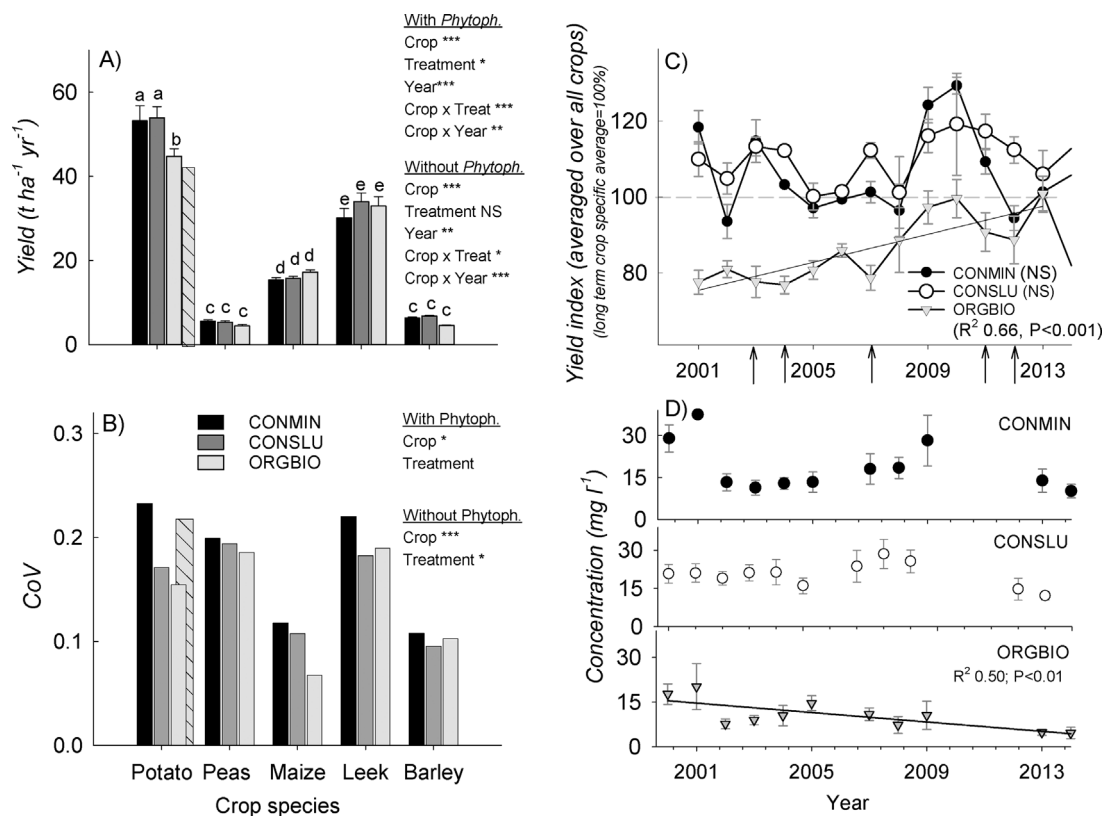 A)
With Phytoph.
Crop ***
Treatment *
Year***
Crop x Treat ***
Crop x Year **
Without Phytoph.
Crop ***
Treatment NS
Year **
Crop x Treat *
Crop x Year ***
Yield (t ha⁻¹ yr⁻¹)
60
40
20
0
a a b
c c c
d d d
e e e
c c c
B)
CONMIN
CONSLU
ORGBIO
With Phytoph.
Crop *
Treatment
Without Phytoph.
Crop ***
Treatment *
CoV
0.3
0.2
0.1
0.0
Potato Peas Maize Leek Barley
Crop species
C)
Yield index (averaged over all crops)
(long term crop specific average=100%)
120
100
80
CONMIN (NS)
CONSLU (NS)
ORGBIO
(R² 0.66, P<0.001)
2001 2005 2009 2013
D)
Concentration (mg l⁻¹)
CONMIN
30
15
0
CONSLU
30
15
0
ORGBIO
R² 0.50; P<0.01
30
15
0
2001 2005 2009 2013
Year